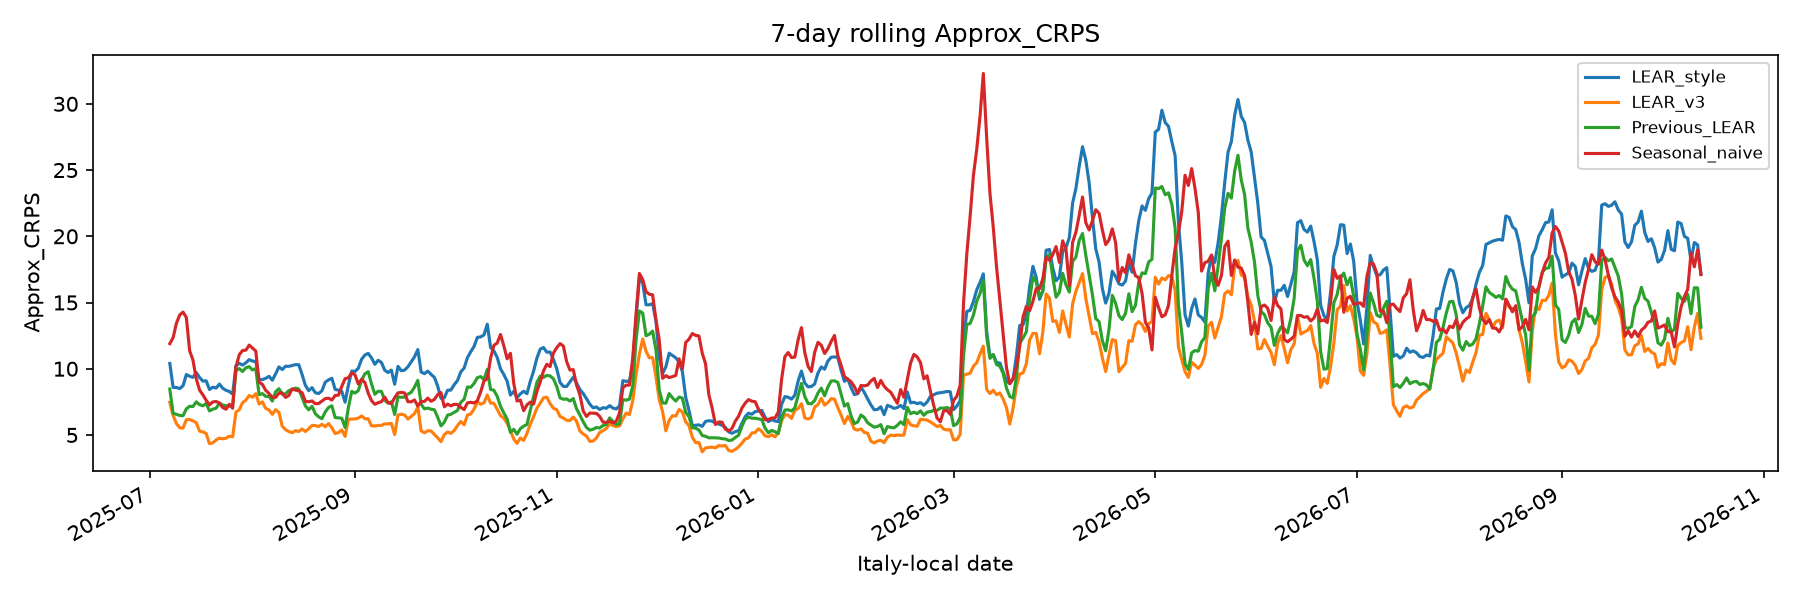 7-day rolling Approx_CRPS
LEAR_style
LEAR_v3
Previous_LEAR
Seasonal_naive
Approx_CRPS
30
25
20
15
10
5
2025-07
2025-09
2025-11
2026-01
2026-03
2026-05
2026-07
2026-09
2026-11
Italy-local date